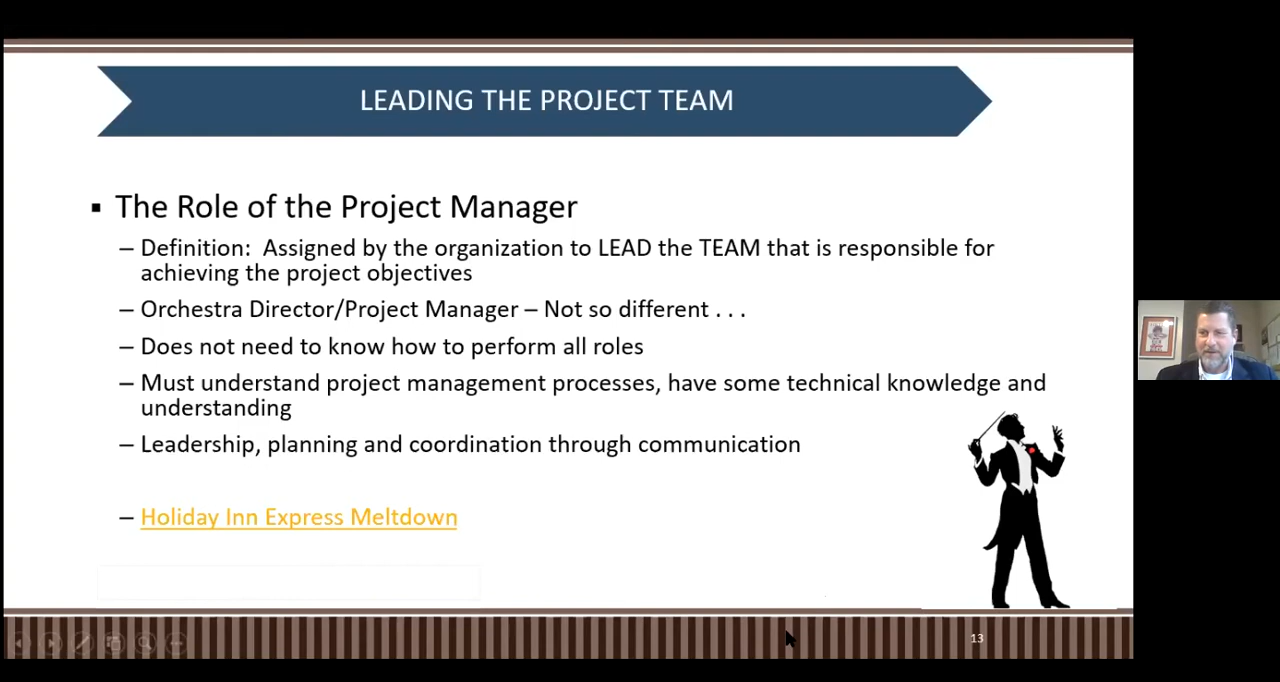 LEADING THE PROJECT TEAM
▪ The Role of the Project Manager
– Definition:  Assigned by the organization to LEAD the TEAM that is responsible for
achieving the project objectives
– Orchestra Director/Project Manager – Not so different . . .
– Does not need to know how to perform all roles
– Must understand project management processes, have some technical knowledge and
understanding
– Leadership, planning and coordination through communication
– Holiday Inn Express Meltdown
13